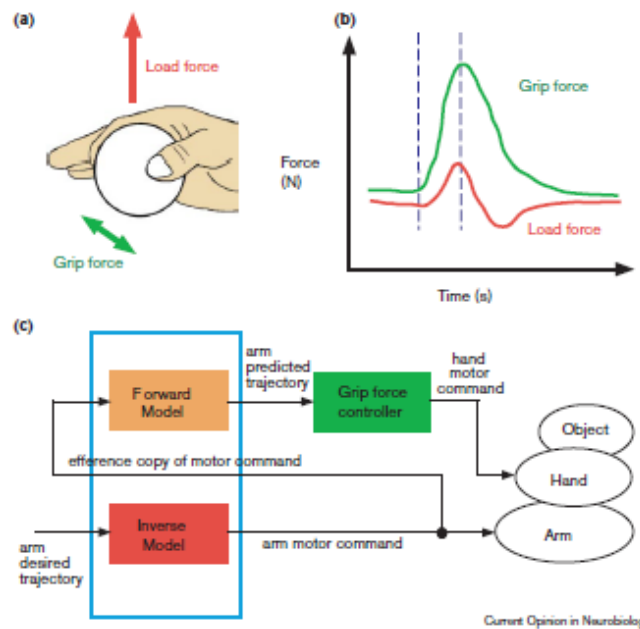 (a)
Load force
Grip force
(b)
Grip force
Force
(N)
Load force
Time (s)
(c)
arm
predicted
trajectory
hand
motor
command
Forward
Model
Grip force
controller
Object
efference copy of motor command
Hand
Inverse
Model
arm motor command
Arm
arm
desired
trajectory
Current Opinion in Neurobiolog